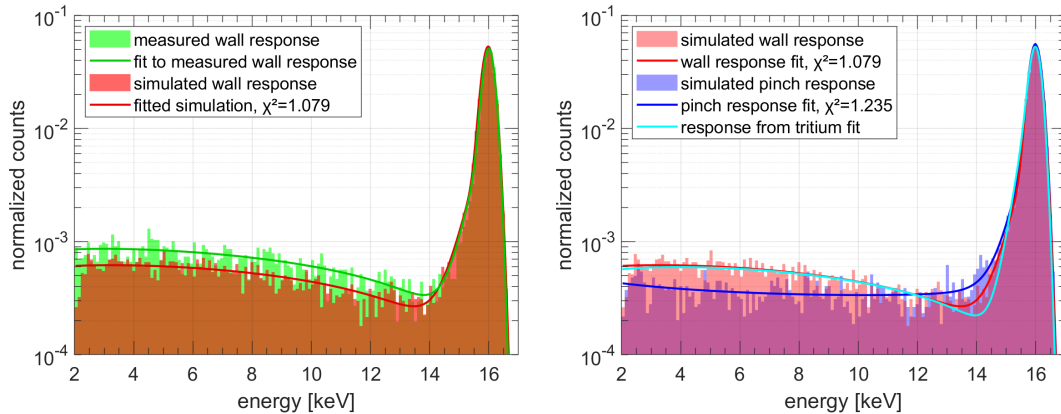 10⁻¹
10⁻²
10⁻³
10⁻⁴
normalized counts
measured wall response
fit to measured wall response
simulated wall response
fitted simulation, χ²=1.079
2 4 6 8 10 12 14 16
energy [keV]
10⁻¹
10⁻²
10⁻³
10⁻⁴
normalized counts
simulated wall response
wall response fit, χ²=1.079
simulated pinch response
pinch response fit, χ²=1.235
response from tritium fit
2 4 6 8 10 12 14 16
energy [keV]